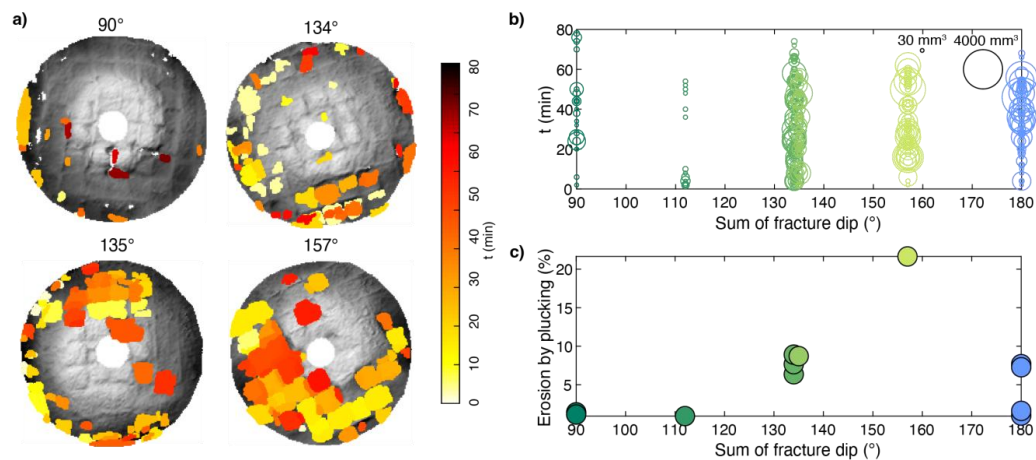 a)
90°
134°
135°
157°
80
70
60
50
40
30
20
10
0
t (min)
b)
80
60
40
20
0
t (min)
30 mm³
4000 mm³
90 100 110 120 130 140 150 160 170 180
Sum of fracture dip (°)
c)
20
15
10
5
Erosion by plucking (%)
90 100 110 120 130 140 150 160 170 180
Sum of fracture dip (°)